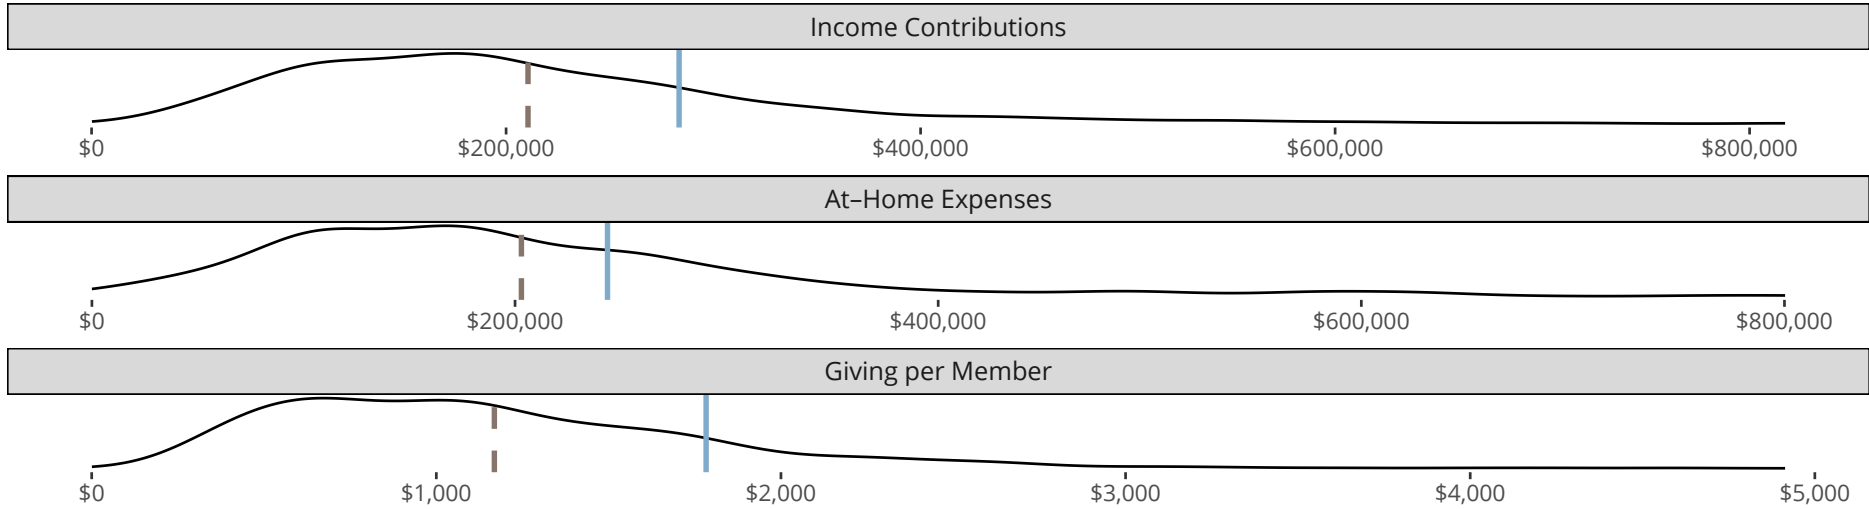 Income Contributions
$0 $200,000 $400,000 $600,000 $800,000
At–Home Expenses
$0 $200,000 $400,000 $600,000 $800,000
Giving per Member
$0 $1,000 $2,000 $3,000 $4,000 $5,000